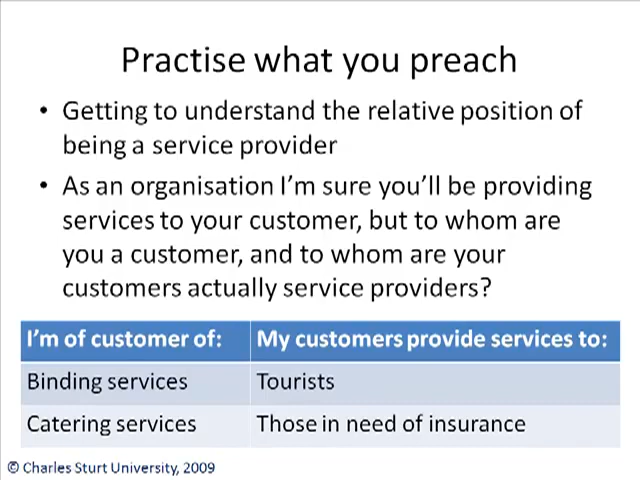 Practise what you preach
• Getting to understand the relative position of
being a service provider
• As an organisation I'm sure you'll be providing
services to your customer, but to whom are
you a customer, and to whom are your
customers actually service providers?
I'm of customer of: My customers provide services to:
Binding services Tourists
Catering services Those in need of insurance
© Charles Sturt University, 2009